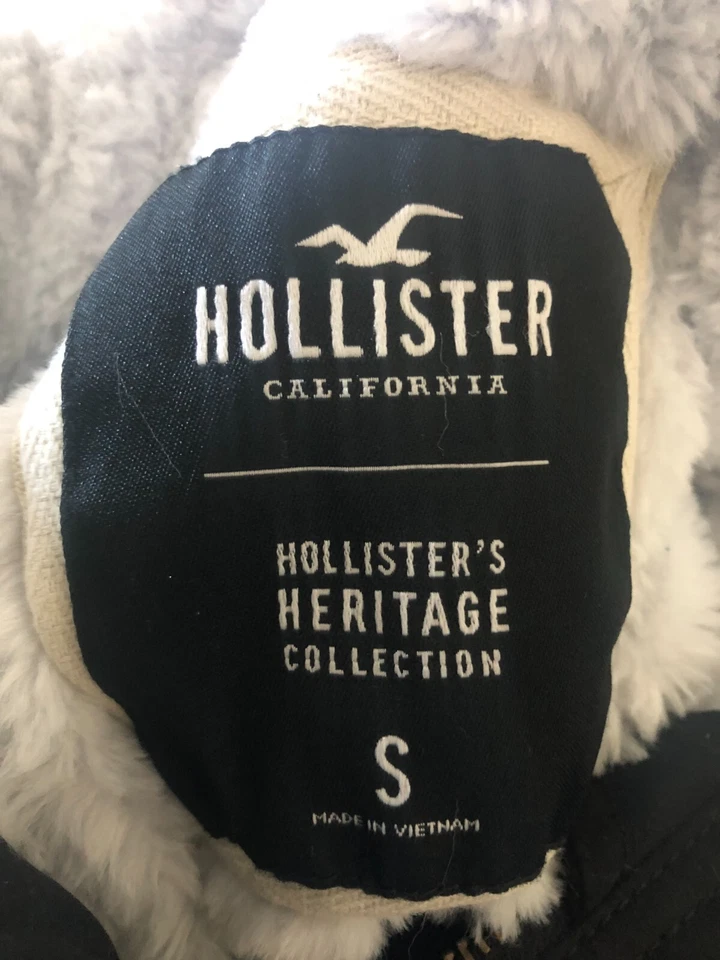 HOLLISTER
CALIFORNIA
HOLLISTER'S
HERITAGE
COLLECTION
S
MADE IN VIETNAM